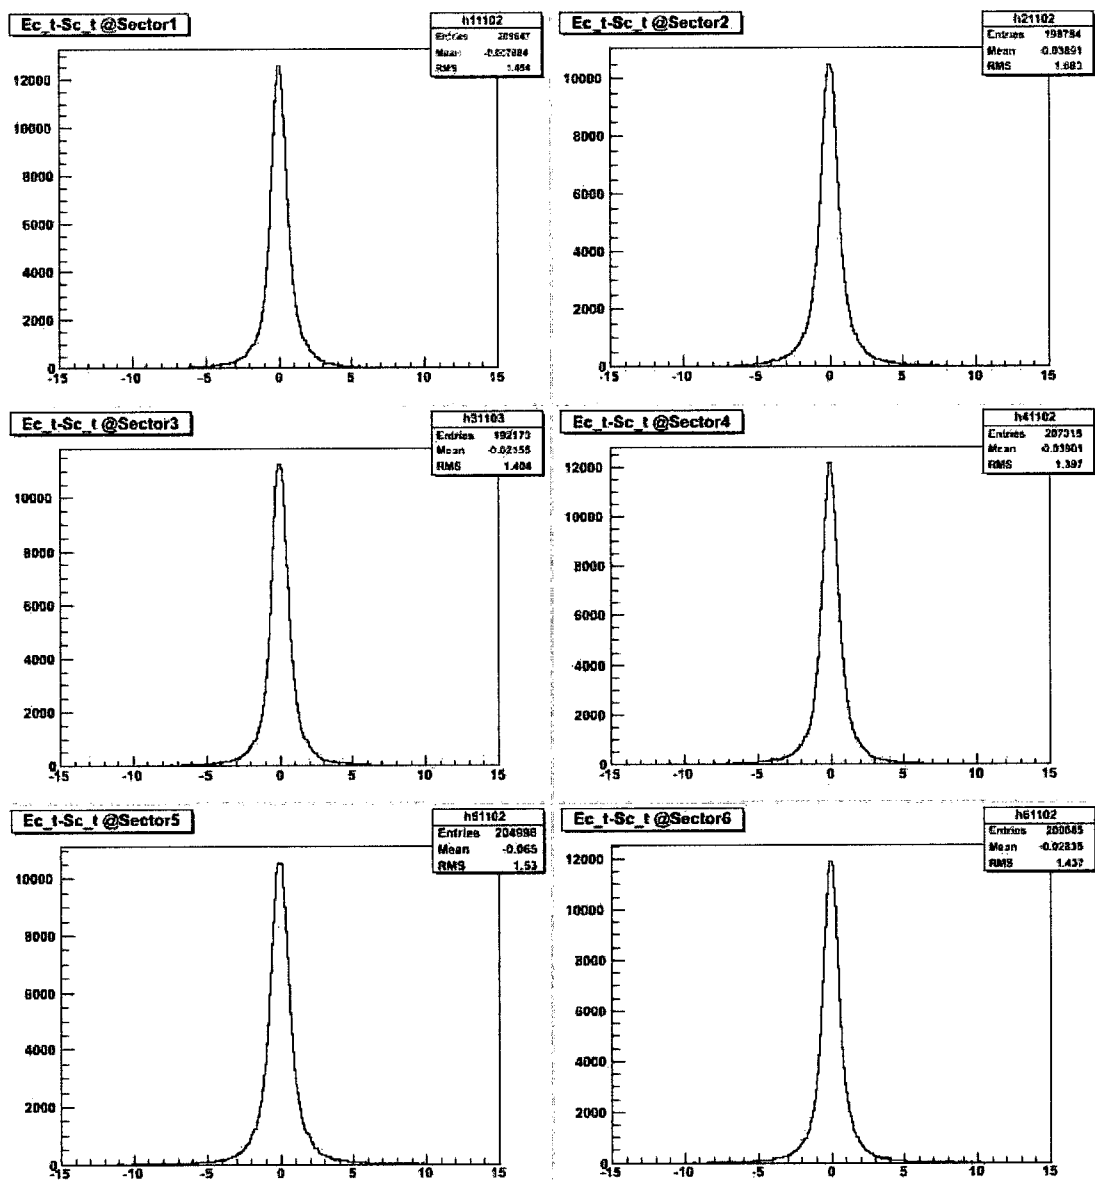 Ec_t-Sc_t @Sector1
h11102
Entries
Mean
RMS 1.454
12000
10000
8000
6000
4000
2000
0
-15 -10 -5 0 5 10 15
Ec_t-Sc_t @Sector2
h21102
Entries 198784
Mean -0.03891
RMS
10000
8000
6000
4000
2000
0
-15 -10 -5 0 5 10 15
Ec_t-Sc_t @Sector3
h31103
Entries 192173
Mean -0.02355
RMS 1.404
10000
8000
6000
4000
2000
0
-15 -10 -5 0 5 10 15
Ec_t-Sc_t @Sector4
h41102
Entries 207315
Mean -0.03901
RMS 1.397
12000
10000
8000
6000
4000
2000
0
-15 -10 -5 0 5 10 15
Ec_t-Sc_t @Sector5
h51102
Entries 204998
Mean -0.065
RMS 1.53
10000
8000
6000
4000
2000
0
-15 -10 -5 0 5 10 15
Ec_t-Sc_t @Sector6
h61102
Entries
Mean -0.02835
RMS 1.437
12000
10000
8000
6000
4000
2000
0
-15 -10 -5 0 5 10 15